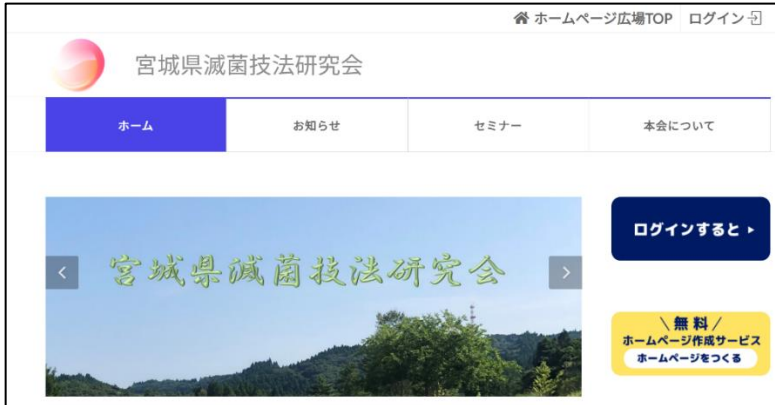 ホームページ広場TOP ログイン
宮城県滅菌技法研究会
ホーム お知らせ セミナー 本会について
宮城県滅菌技法研究会
ログインすると
\無料/
ホームページ作成サービス
ホームページをつくる